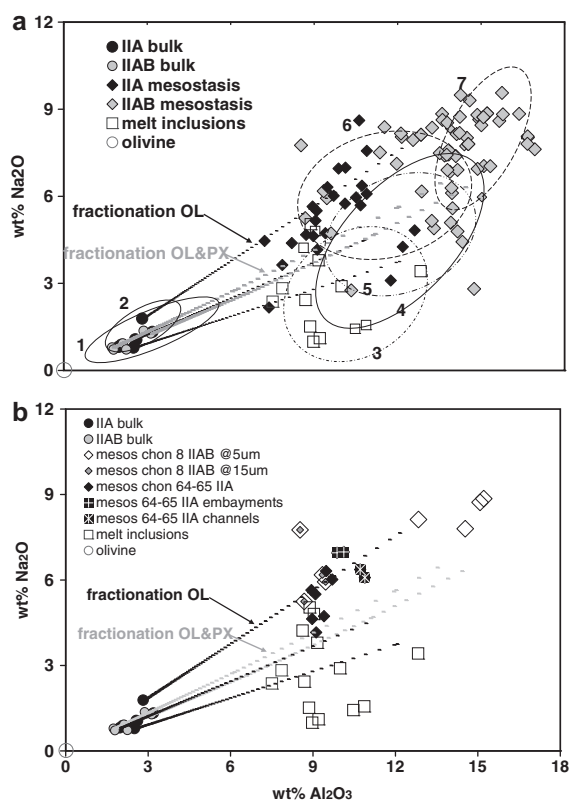 a
12
9
6
3
0
wt% Na2O
IIA bulk
IIAB bulk
IIA mesostasis
IIAB mesostasis
melt inclusions
olivine
7
6
fractionation OL
fractionation OL&PX
2
1
5
4
3
b
12
9
6
3
0
wt% Na2O
IIA bulk
IIAB bulk
mesos chon 8 IIAB @5um
mesos chon 8 IIAB @15um
mesos chon 64-65 IIA
mesos 64-65 IIA embayments
mesos 64-65 IIA channels
melt inclusions
olivine
fractionation OL
fractionation OL&PX
0 3 6 9 12 15 18
wt% Al2O3